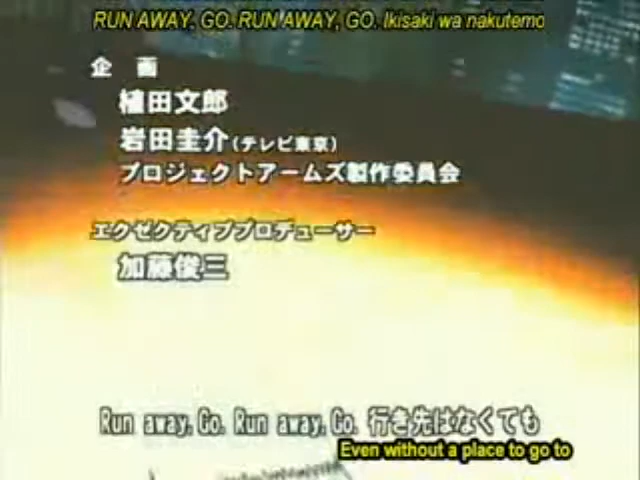 RUN AWAY, GO. RUN AWAY, GO. Ikisaki wa nakutemo
企 画
植田文郎
岩田圭介(テレビ東京)
プロジェクトアームズ製作委員会
エクゼクティブプロデューサー
加藤俊三
Run away, Go. Run away, Go. 行き先はなくても
Even without a place to go to